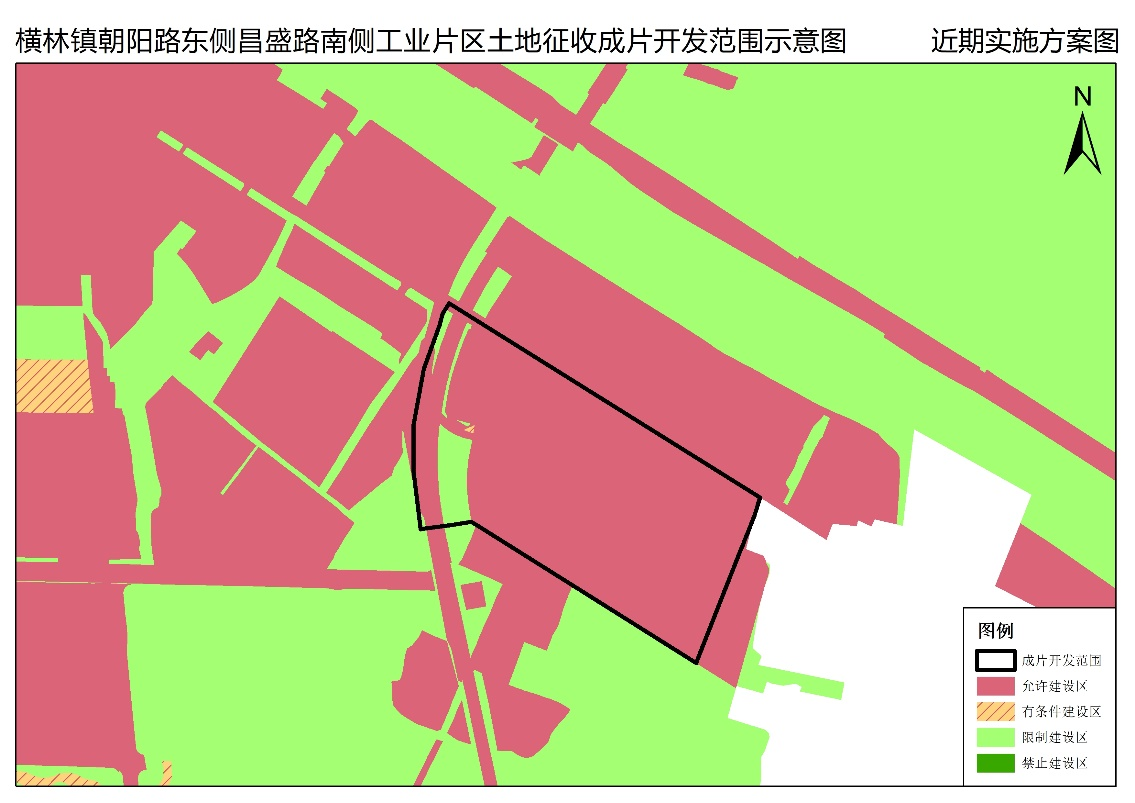 横林镇朝阳路东侧昌盛路南侧工业片区土地征收成片开发范围示意图 近期实施方案图
N
图例
成片开发范围
允许建设区
有条件建设区
限制建设区
禁止建设区